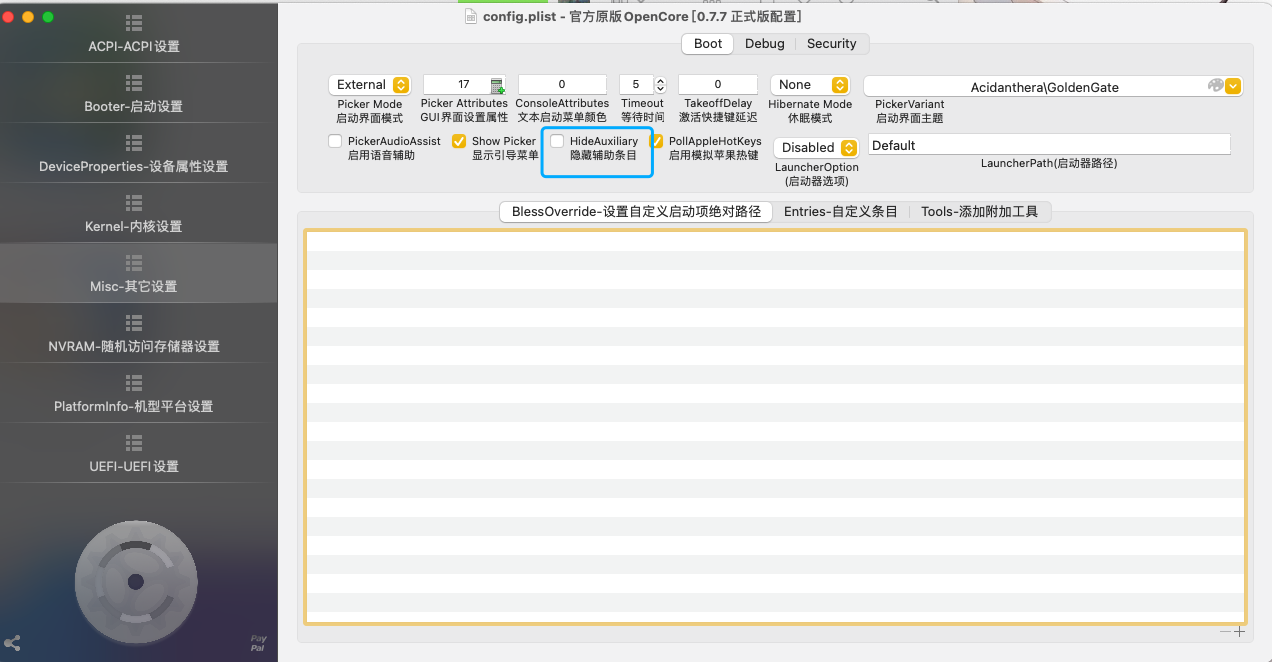 config.plist - 官方原版OpenCore[0.7.7 正式版配置]
ACPI-ACPI设置
Booter-启动设置
DeviceProperties-设备属性设置
Kernel-内核设置
Misc-其它设置
NVRAM-随机访问存储器设置
PlatformInfo-机型平台设置
UEFI-UEFI设置
Pay
Pal
Boot Debug Security
External 17 0 5 0 None Acidanthera\GoldenGate
Picker Mode Picker Attributes ConsoleAttributes Timeout TakeoffDelay Hibernate Mode PickerVariant
启动界面模式 GUI界面设置属性 文本启动菜单颜色 等待时间 激活快捷键延迟 休眠模式 启动界面主题
PickerAudioAssist Show Picker HideAuxiliary PollAppleHotKeys Disabled Default
启用语音辅助 显示引导菜单 隐藏辅助条目 启用模拟苹果热键
LauncherOption LauncherPath(启动器路径)
(启动器选项)
BlessOverride-设置自定义启动项绝对路径 Entries-自定义条目 Tools-添加附加工具